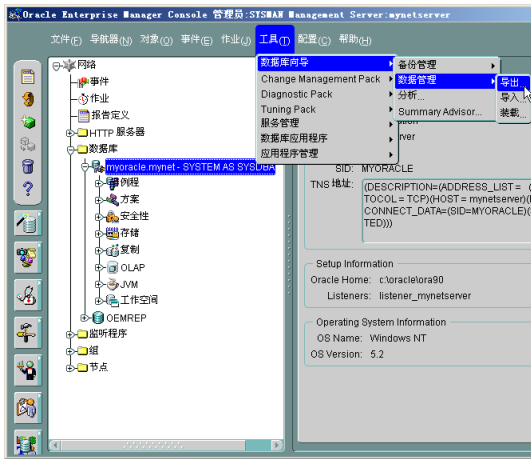 Oracle Enterprise Manager Console 管理员:SYSMAN Management Server:mynetserver
文件(F) 导航器(N) 对象(O) 事件(E) 作业(J) 工具(T) 配置(C) 帮助(H)
数据库向导
Change Management Pack
Diagnostic Pack
Tuning Pack
服务管理
数据库应用程序
应用程序管理
备份管理
数据管理
分析...
Summary Advisor...
导出...
导入...
装载...
网络
事件
作业
报告定义
HTTP 服务器
数据库
myoracle.mynet - SYSTEM AS SYSDBA
例程
方案
安全性
存储
复制
OLAP
JVM
工作空间
OEMREP
监听程序
组
节点
SID: MYORACLE
TNS 地址: (DESCRIPTION=(ADDRESS_LIST = (
TOCOL = TCP)(HOST = mynetserver)(
CONNECT_DATA=(SID=MYORACLE)(
TED)))
Setup Information
Oracle Home: c:\oracle\ora90
Listeners: listener_mynetserver
Operating System Information
OS Name: Windows NT
OS Version: 5.2